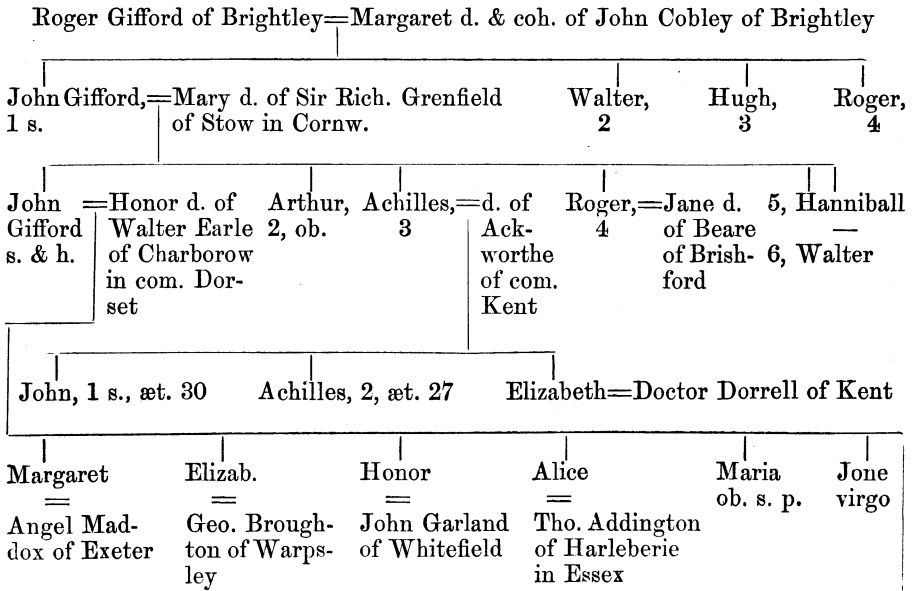 Roger Gifford of Brightley=Margaret d. & coh. of John Cobley of Brightley
John Gifford,=Mary d. of Sir Rich. Grenfield
1 s.
of Stow in Cornw.
Walter,
2
Hugh,
3
Roger,
4
John
Gifford
s. & h.
=Honor d. of
Walter Earle
of Charborow
in com. Dor-
set
Arthur,
2, ob.
Achilles,=d. of
3
Ack-
worthe
of com.
Kent
Roger,=Jane d.
4
of Beare
of Brish-
ford
5, Hanniball
—
6, Walter
John, 1 s., æt. 30
Achilles, 2, æt. 27
Elizabeth=Doctor Dorrell of Kent
Margaret
=
Angel Mad-
dox of Exeter
Elizab.
=
Geo. Brough-
ton of Warps-
ley
Honor
=
John Garland
of Whitefield
Alice
=
Tho. Addington
of Harleberie
in Essex
Maria
ob. s. p.
Jone
virgo